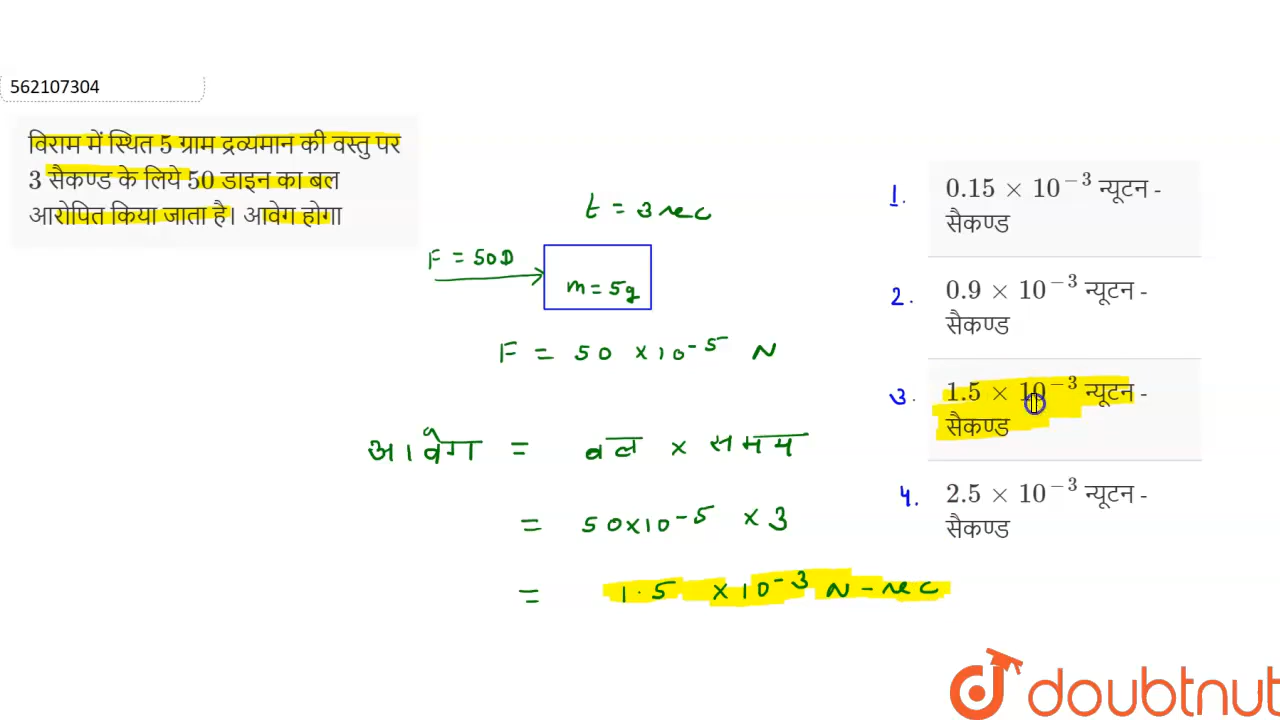 562107304
विराम में स्थित 5 ग्राम द्रव्यमान की वस्तु पर
3 सैकण्ड के लिये 50 डाइन का बल
आरोपित किया जाता है। आवेग होगा
t = 3 sec
F = 50D
m = 5g
F = 50 × 10⁻⁵ N
आवेग = बल × समय
= 50×10⁻⁵ × 3
= 1.5 × 10⁻³ N-sec
1. 0.15 × 10⁻³ न्यूटन -
सैकण्ड
2. 0.9 × 10⁻³ न्यूटन -
सैकण्ड
3. 1.5 × 10⁻³ न्यूटन -
सैकण्ड
4. 2.5 × 10⁻³ न्यूटन -
सैकण्ड
doubtnut